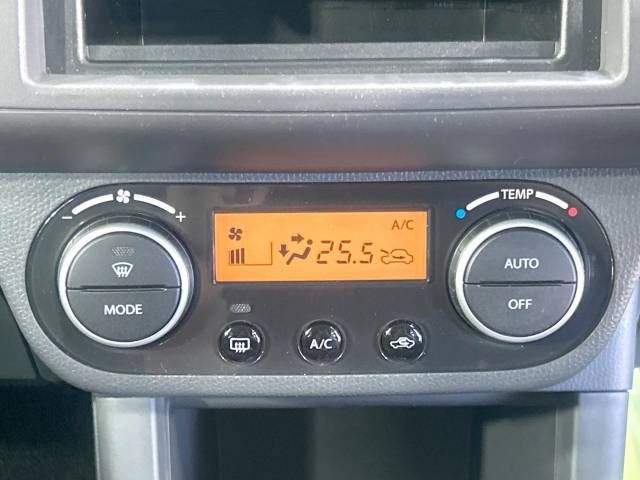 TEMP
- +
A/C
25.5
AUTO
OFF
MODE
A/C